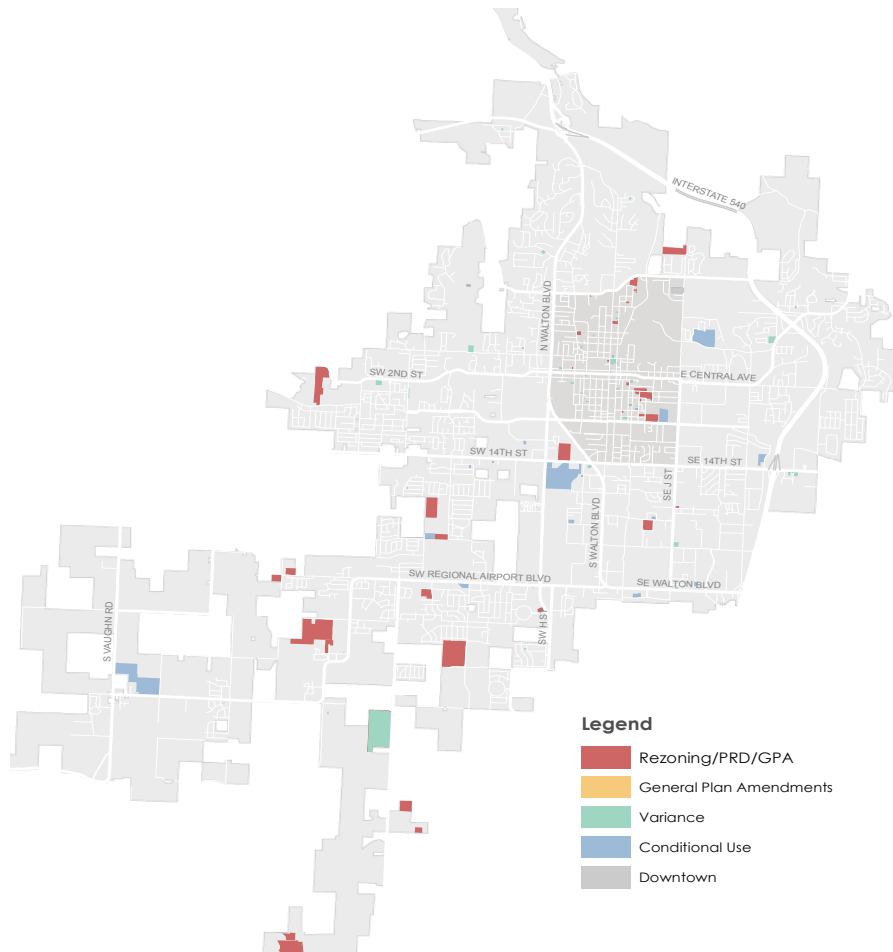 INTERSTATE 540
N WALTON BLVD
SW 2ND ST
E CENTRAL AVE
SW 14TH ST
SE 14TH ST
SE J ST
S WALTON BLVD
SW REGIONAL AIRPORT BLVD
SE WALTON BLVD
S VAUGHN RD
SW H ST
Legend
Rezoning/PRD/GPA
General Plan Amendments
Variance
Conditional Use
Downtown